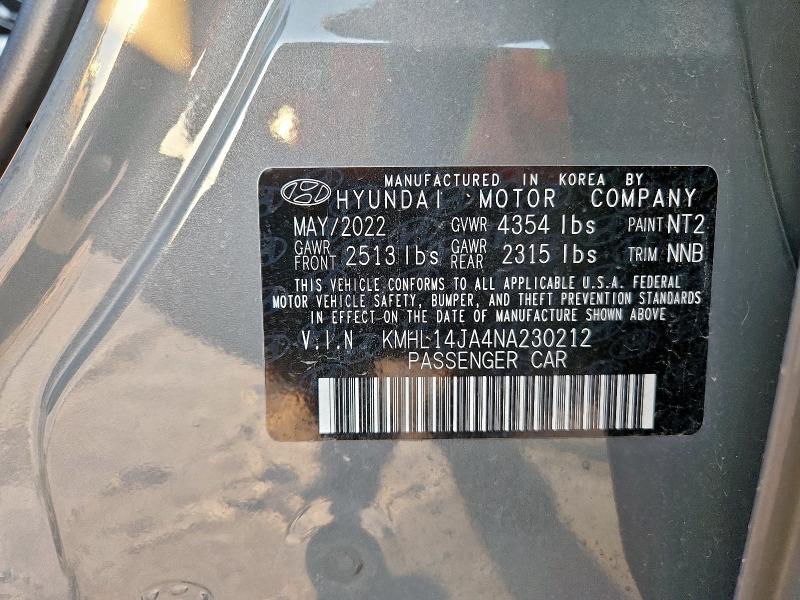 MANUFACTURED IN KOREA BY
HYUNDAI MOTOR COMPANY
MAY/2022 GVWR 4354 lbs PAINT NT2
GAWR FRONT 2513 lbs GAWR REAR 2315 lbs TRIM NNB
THIS VEHICLE CONFORMS TO ALL APPLICABLE U.S.A. FEDERAL
MOTOR VEHICLE SAFETY, BUMPER, AND THEFT PREVENTION STANDARDS
IN EFFECT ON THE DATE OF MANUFACTURE SHOWN ABOVE
V.I.N KMHL14JA4NA230212
PASSENGER CAR